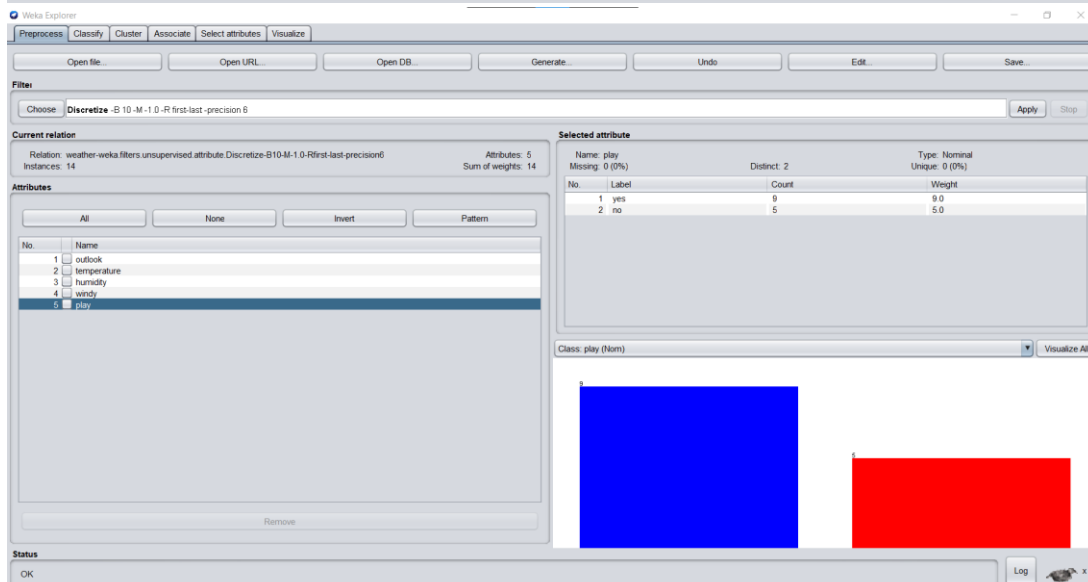 Weka Explorer
Preprocess Classify Cluster Associate Select attributes Visualize
Open file... Open URL... Open DB... Generate... Undo Edit... Save...
Filter
Choose Discretize -B 10 -M -1.0 -R first-last -precision 6 Apply Stop
Current relation
Relation: weather-weka.filters.unsupervised.attribute.Discretize-B10-M-1.0-Rfirst-last-precision6 Attributes: 5
Instances: 14 Sum of weights: 14
Attributes
All None Invert Pattern
No. Name
1 outlook
2 temperature
3 humidity
4 windy
5 play
Remove
Selected attribute
Name: play Type: Nominal
Missing: 0 (0%) Distinct: 2 Unique: 0 (0%)
No. Label Count Weight
1 yes 9 9.0
2 no 5 5.0
Class: play (Nom) Visualize All
9
5
Status
OK Log x